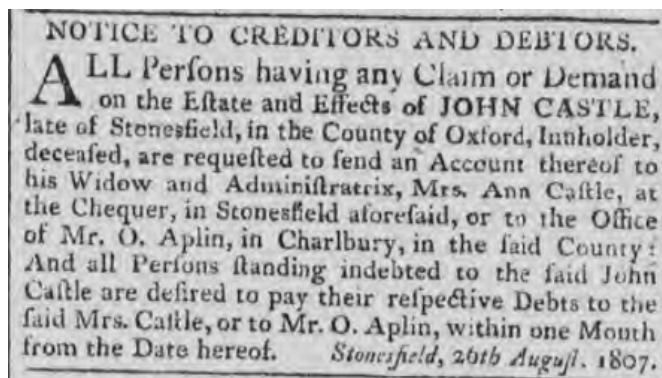 NOTICE TO CREDITORS AND DEBTORS.
ALL Perſons having any Claim or Demand
on the Eſtate and Effects of JOHN CASTLE,
late of Stonesfield, in the County of Oxford, Innholder,
deceaſed, are requeſted to ſend an Account thereof to
his Widow and Adminiſtratrix, Mrs. Ann Caſtle, at
the Chequer, in Stonesfield aforeſaid, or to the Office
of Mr. O. Aplin, in Charlbury, in the ſaid County:
And all Perſons ſtanding indebted to the ſaid John
Caſtle are deſired to pay their reſpective Debts to the
ſaid Mrs. Caſtle, or to Mr. O. Aplin, within one Month
from the Date hereof. Stonesfield, 26th Auguſt. 1807.